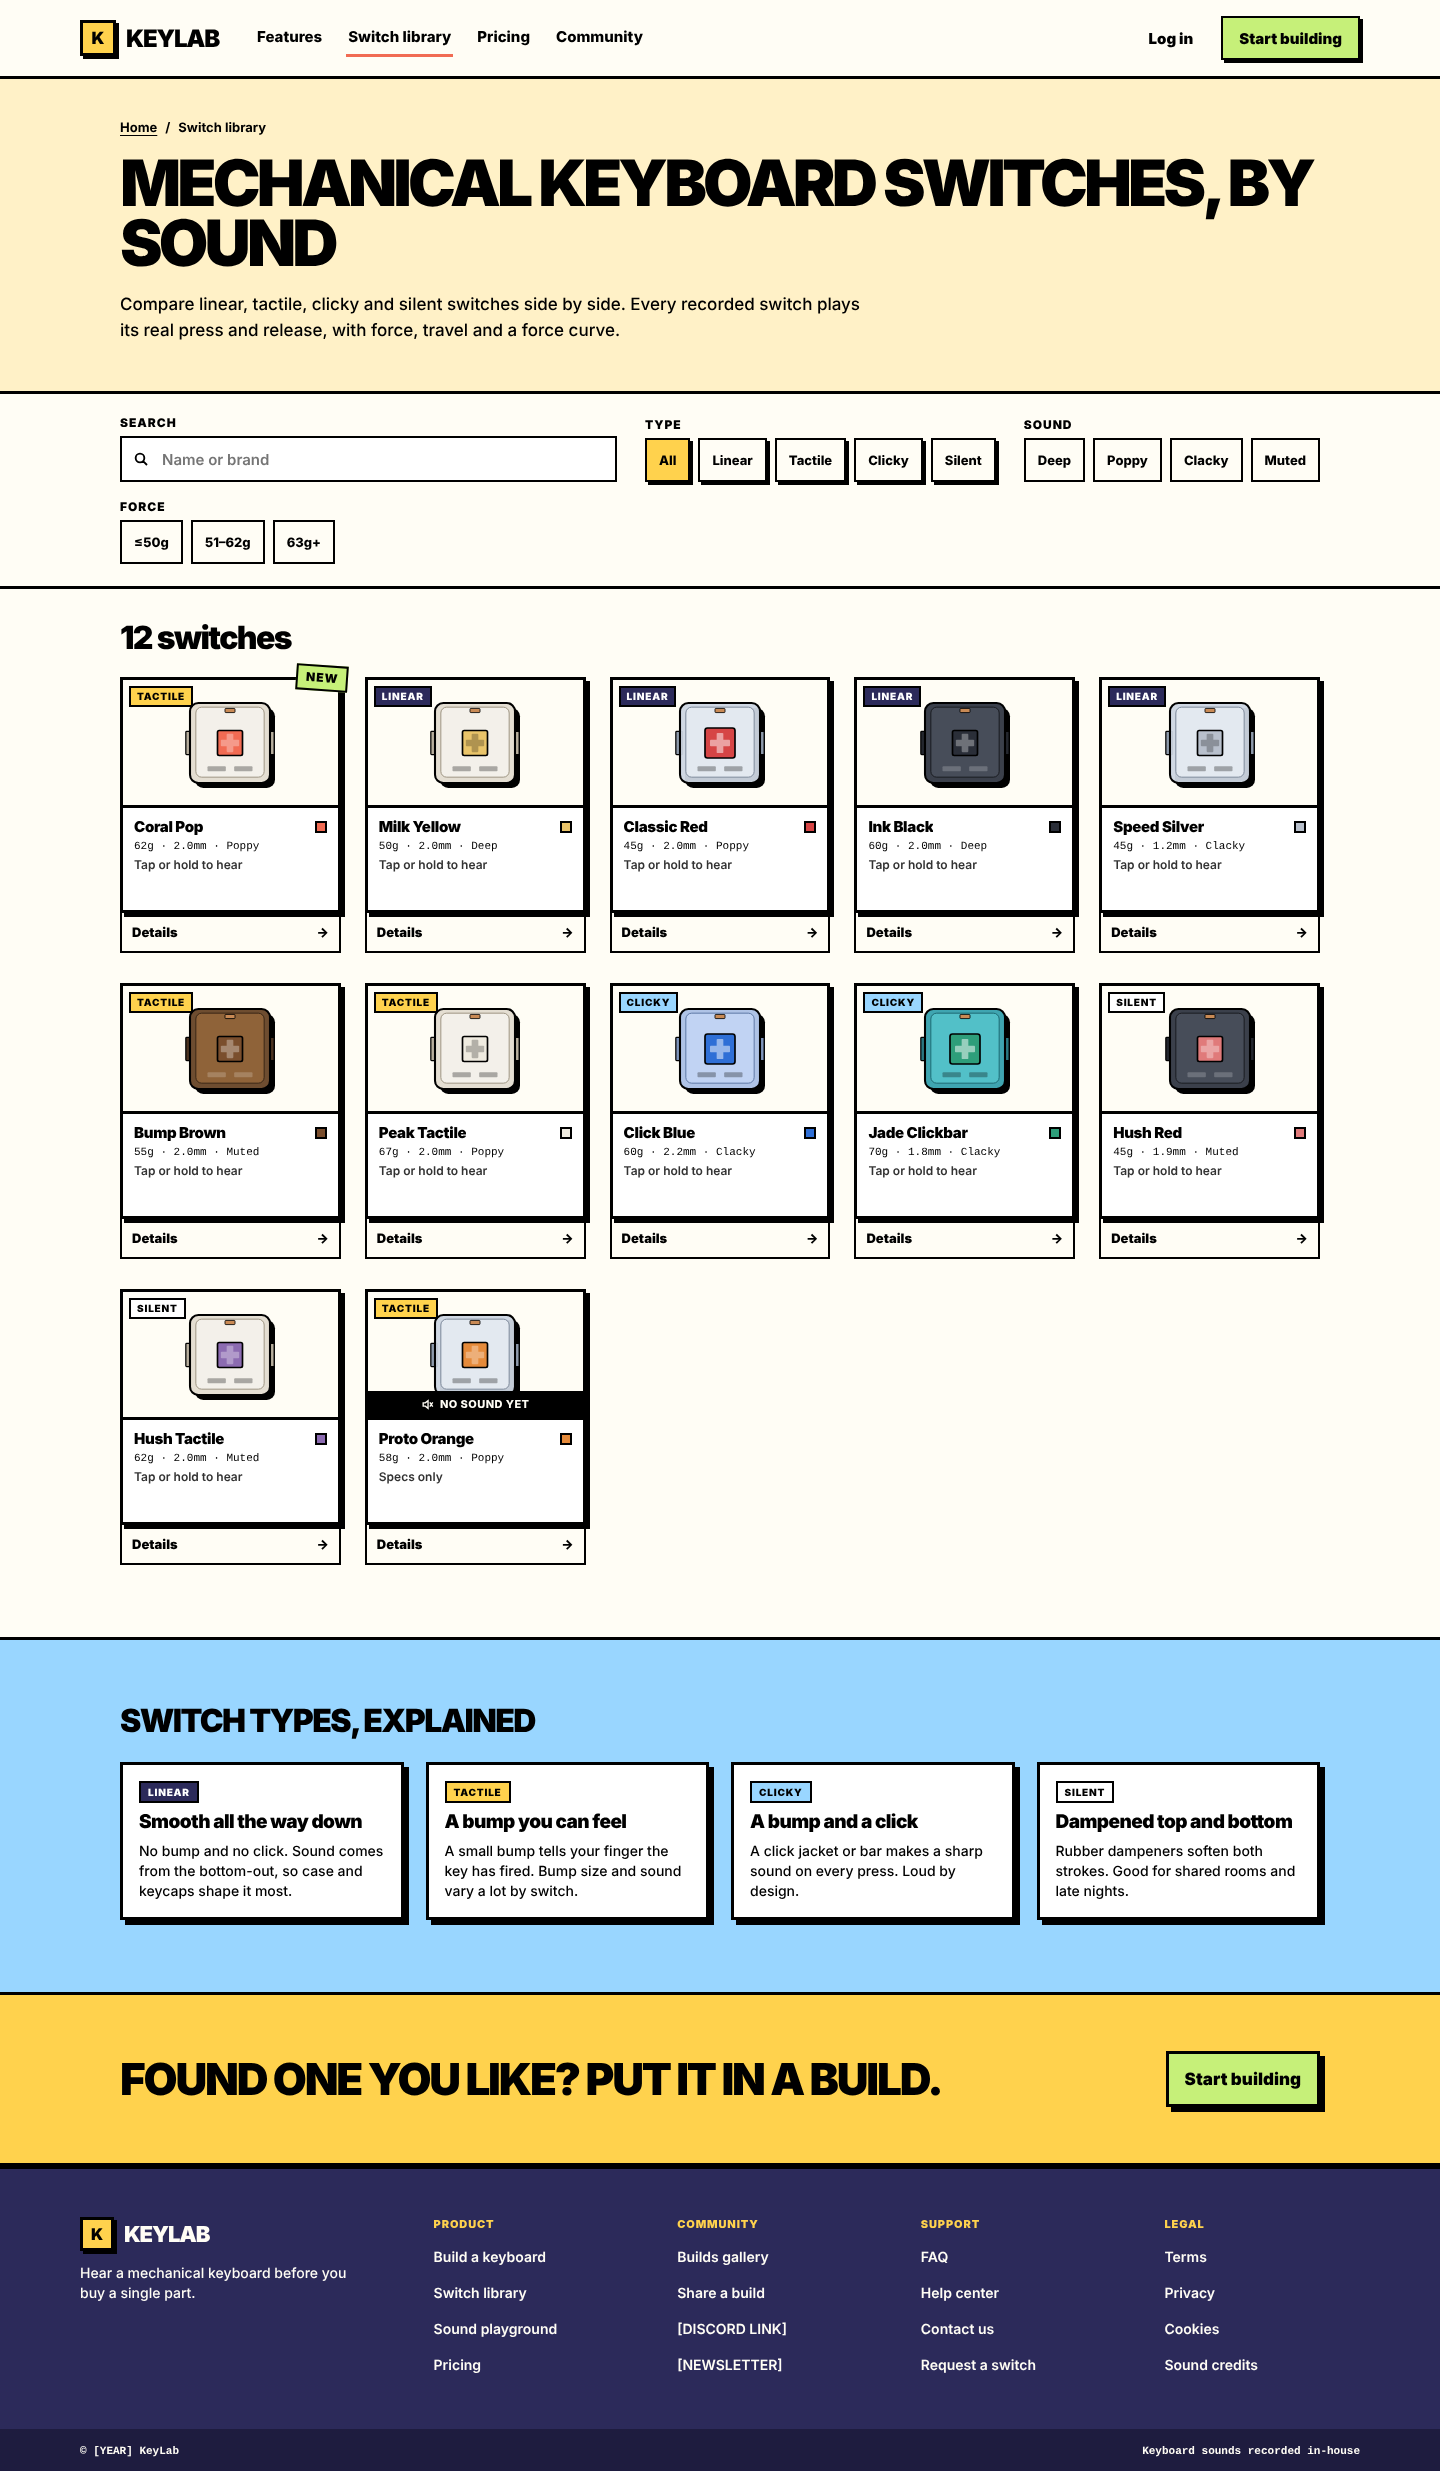 K KEYLAB Features Switch library Pricing Community Log in Start building
Home / Switch library
MECHANICAL KEYBOARD SWITCHES, BY
SOUND
Compare linear, tactile, clicky and silent switches side by side. Every recorded switch plays
its real press and release, with force, travel and a force curve.
SEARCH
Name or brand
TYPE
All Linear Tactile Clicky Silent
SOUND
Deep Poppy Clacky Muted
FORCE
≤50g 51–62g 63g+
12 switches
TACTILE
NEW
Coral Pop
62g · 2.0mm · Poppy
Tap or hold to hear
Details →
LINEAR
Milk Yellow
50g · 2.0mm · Deep
Tap or hold to hear
Details →
LINEAR
Classic Red
45g · 2.0mm · Poppy
Tap or hold to hear
Details →
LINEAR
Ink Black
60g · 2.0mm · Deep
Tap or hold to hear
Details →
LINEAR
Speed Silver
45g · 1.2mm · Clacky
Tap or hold to hear
Details →
TACTILE
Bump Brown
55g · 2.0mm · Muted
Tap or hold to hear
Details →
TACTILE
Peak Tactile
67g · 2.0mm · Poppy
Tap or hold to hear
Details →
CLICKY
Click Blue
60g · 2.2mm · Clacky
Tap or hold to hear
Details →
CLICKY
Jade Clickbar
70g · 1.8mm · Clacky
Tap or hold to hear
Details →
SILENT
Hush Red
45g · 1.9mm · Muted
Tap or hold to hear
Details →
SILENT
Hush Tactile
62g · 2.0mm · Muted
Tap or hold to hear
Details →
TACTILE
NO SOUND YET
Proto Orange
58g · 2.0mm · Poppy
Specs only
Details →
SWITCH TYPES, EXPLAINED
LINEAR
Smooth all the way down
No bump and no click. Sound comes
from the bottom-out, so case and
keycaps shape it most.
TACTILE
A bump you can feel
A small bump tells your finger the
key has fired. Bump size and sound
vary a lot by switch.
CLICKY
A bump and a click
A click jacket or bar makes a sharp
sound on every press. Loud by
design.
SILENT
Dampened top and bottom
Rubber dampeners soften both
strokes. Good for shared rooms and
late nights.
FOUND ONE YOU LIKE? PUT IT IN A BUILD.
Start building
K KEYLAB
Hear a mechanical keyboard before you
buy a single part.
PRODUCT
Build a keyboard
Switch library
Sound playground
Pricing
COMMUNITY
Builds gallery
Share a build
[DISCORD LINK]
[NEWSLETTER]
SUPPORT
FAQ
Help center
Contact us
Request a switch
LEGAL
Terms
Privacy
Cookies
Sound credits
© [YEAR] KeyLab
Keyboard sounds recorded in-house